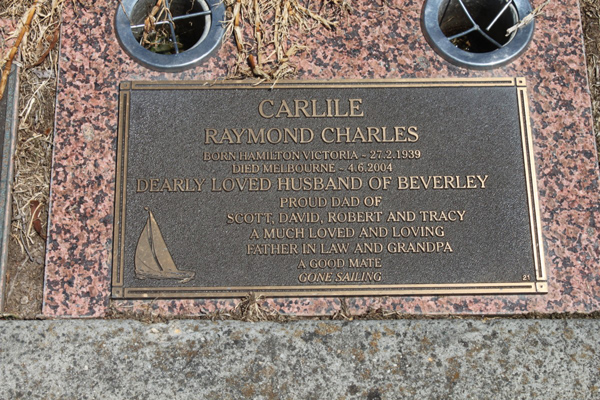 CARLILE
RAYMOND CHARLES
BORN HAMILTON VICTORIA - 27.2.1939
DIED MELBOURNE - 4.6.2004
DEARLY LOVED HUSBAND OF BEVERLEY
PROUD DAD OF
SCOTT, DAVID, ROBERT AND TRACY
A MUCH LOVED AND LOVING
FATHER IN LAW AND GRANDPA
A GOOD MATE
GONE SAILING
21